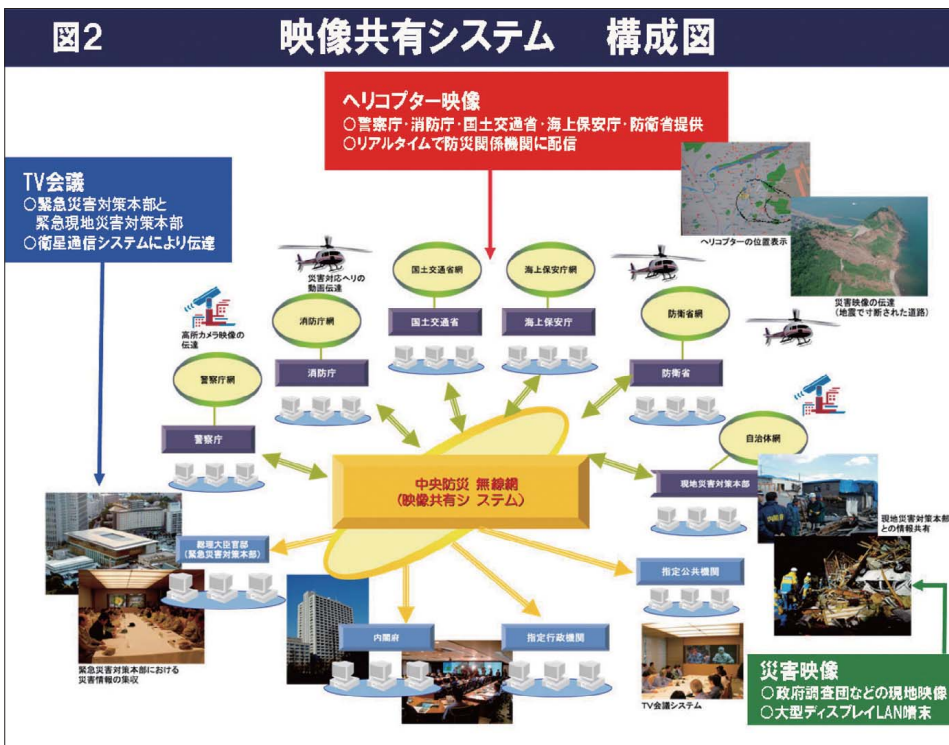 図2
映像共有システム 構成図
ヘリコプター映像
○警察庁・消防庁・国土交通省・海上保安庁・防衛省提供
○リアルタイムで防災関係機関に配信
TV会議
○緊急災害対策本部と
緊急現地災害対策本部
○衛星通信システムにより伝達
ヘリコプターの位置表示
災害映像の伝達
(地震で寸断された道路)
災害対応ヘリの
動画伝達
高所カメラ映像の
伝達
国土交通省網
国土交通省
海上保安庁網
海上保安庁
消防庁網
消防庁
防衛省網
防衛省
警察庁網
警察庁
自治体網
現地災害対策本部
中央防災 無線網
(映像共有シ ステム)
現地災害対策本部
との情報共有
総理大臣官邸
(緊急災害対策本部)
指定公共機関
内閣府
指定行政機関
緊急災害対策本部における
災害情報の集収
TV会議システム
災害映像
○政府調査団などの現地映像
○大型ディスプレイLAN端末